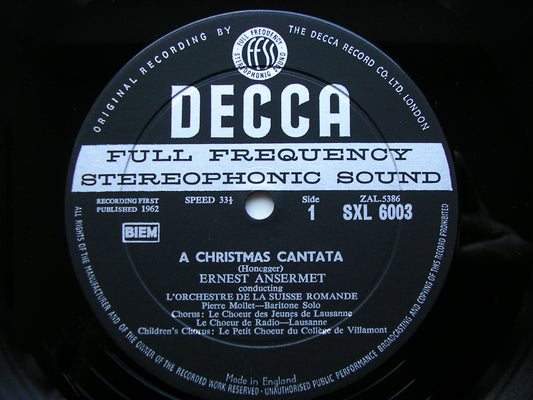 ORIGINAL RECORDING BY THE DECCA RECORD CO. LTD. LONDON
FULL FREQUENCY
FFSS
STEREOPHONIC SOUND
DECCA
FULL FREQUENCY
STEREOPHONIC SOUND
RECORDING FIRST PUBLISHED 1962
SPEED 33⅓
Side 1
ZAL.5386
SXL 6003
BIEM
A CHRISTMAS CANTATA
(Honegger)
ERNEST ANSERMET
conducting
L'ORCHESTRE DE LA SUISSE ROMANDE
Pierre Mollet—Baritone Solo
Chorus: Le Choeur des Jeunes de Lausanne
Le Choeur de Radio—Lausanne
Children's Chorus: Le Petit Choeur du Collège de Villamont
Made in England
ALL RIGHTS OF THE MANUFACTURER AND OF THE OWNER OF THE RECORDED WORK RESERVED · UNAUTHORISED PUBLIC PERFORMANCE BROADCASTING AND COPYING OF THIS RECORD PROHIBITED